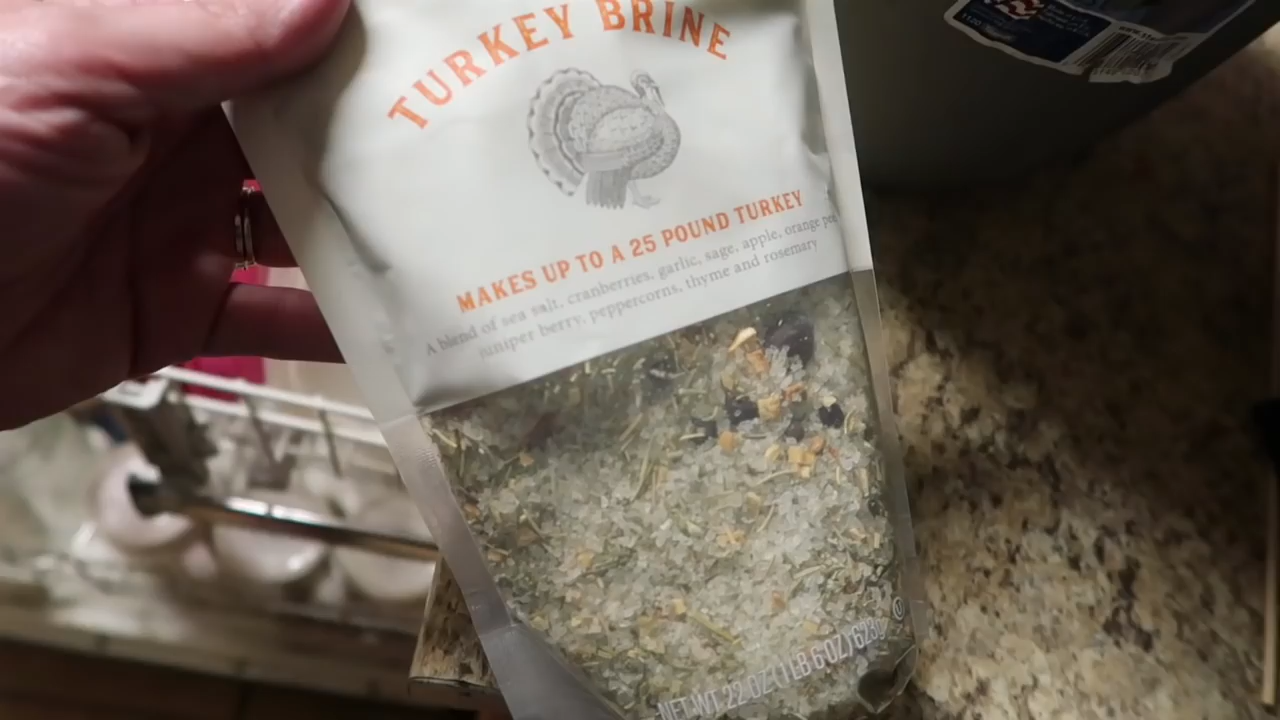 TURKEY BRINE
MAKES UP TO A 25 POUND TURKEY
A blend of sea salt, cranberries, garlic, sage, apple, orange pee
juniper berry, peppercorns, thyme and rosemary
NET WT. 22 OZ (1 LB 6 OZ) 623g